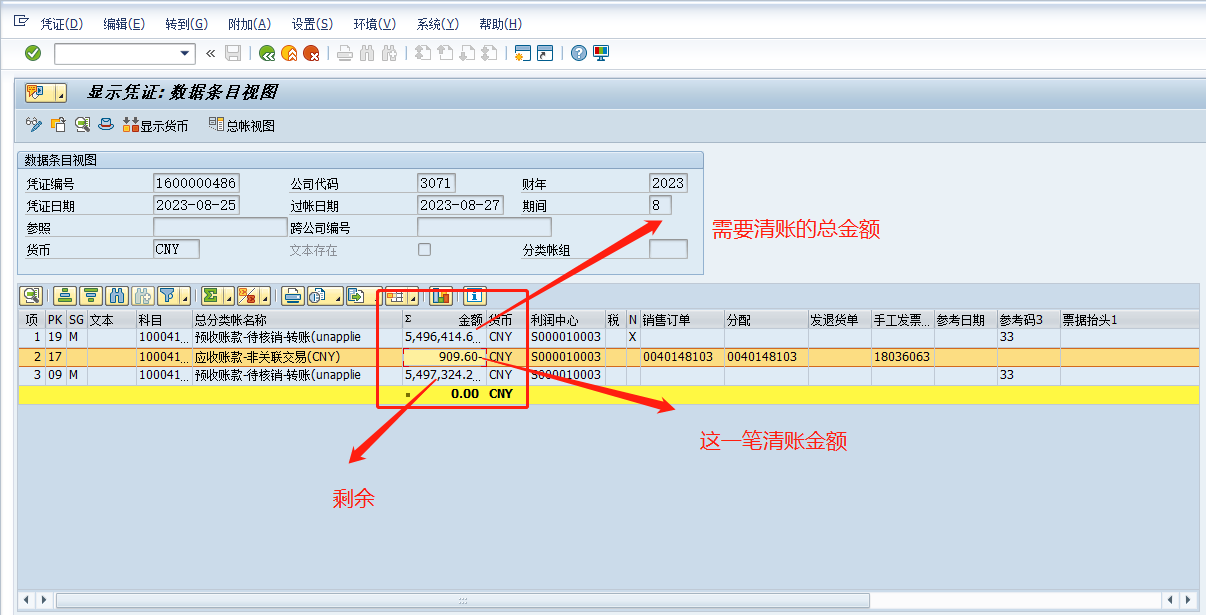 凭证(D) 编辑(E) 转到(G) 附加(A) 设置(S) 环境(V) 系统(Y) 帮助(H)
显示凭证: 数据条目视图
显示货币 总帐视图
数据条目视图
凭证编号 1600000486 公司代码 3071 财年 2023
凭证日期 2023-08-25 过帐日期 2023-08-27 期间 8
参照 跨公司编号
货币 CNY 文本存在 分类帐组
需要清账的总金额
项 PK SG 文本 科目 总分类帐名称 Σ 金额 货币 利润中心 税 N 销售订单 分配 发退货单 手工发票... 参考日期 参考码3 票据抬头1
1 19 M 100041... 预收账款-待核销-转账(unapplie 5,496,414.6... CNY S000010003 X 33
2 17 100041... 应收账款-非关联交易(CNY) 909.60- CNY S000010003 0040148103 0040148103 18036063
3 09 M 100041... 预收账款-待核销-转账(unapplie 5,497,324.2... CNY S000010003 33
0.00 CNY
这一笔清账金额
剩余